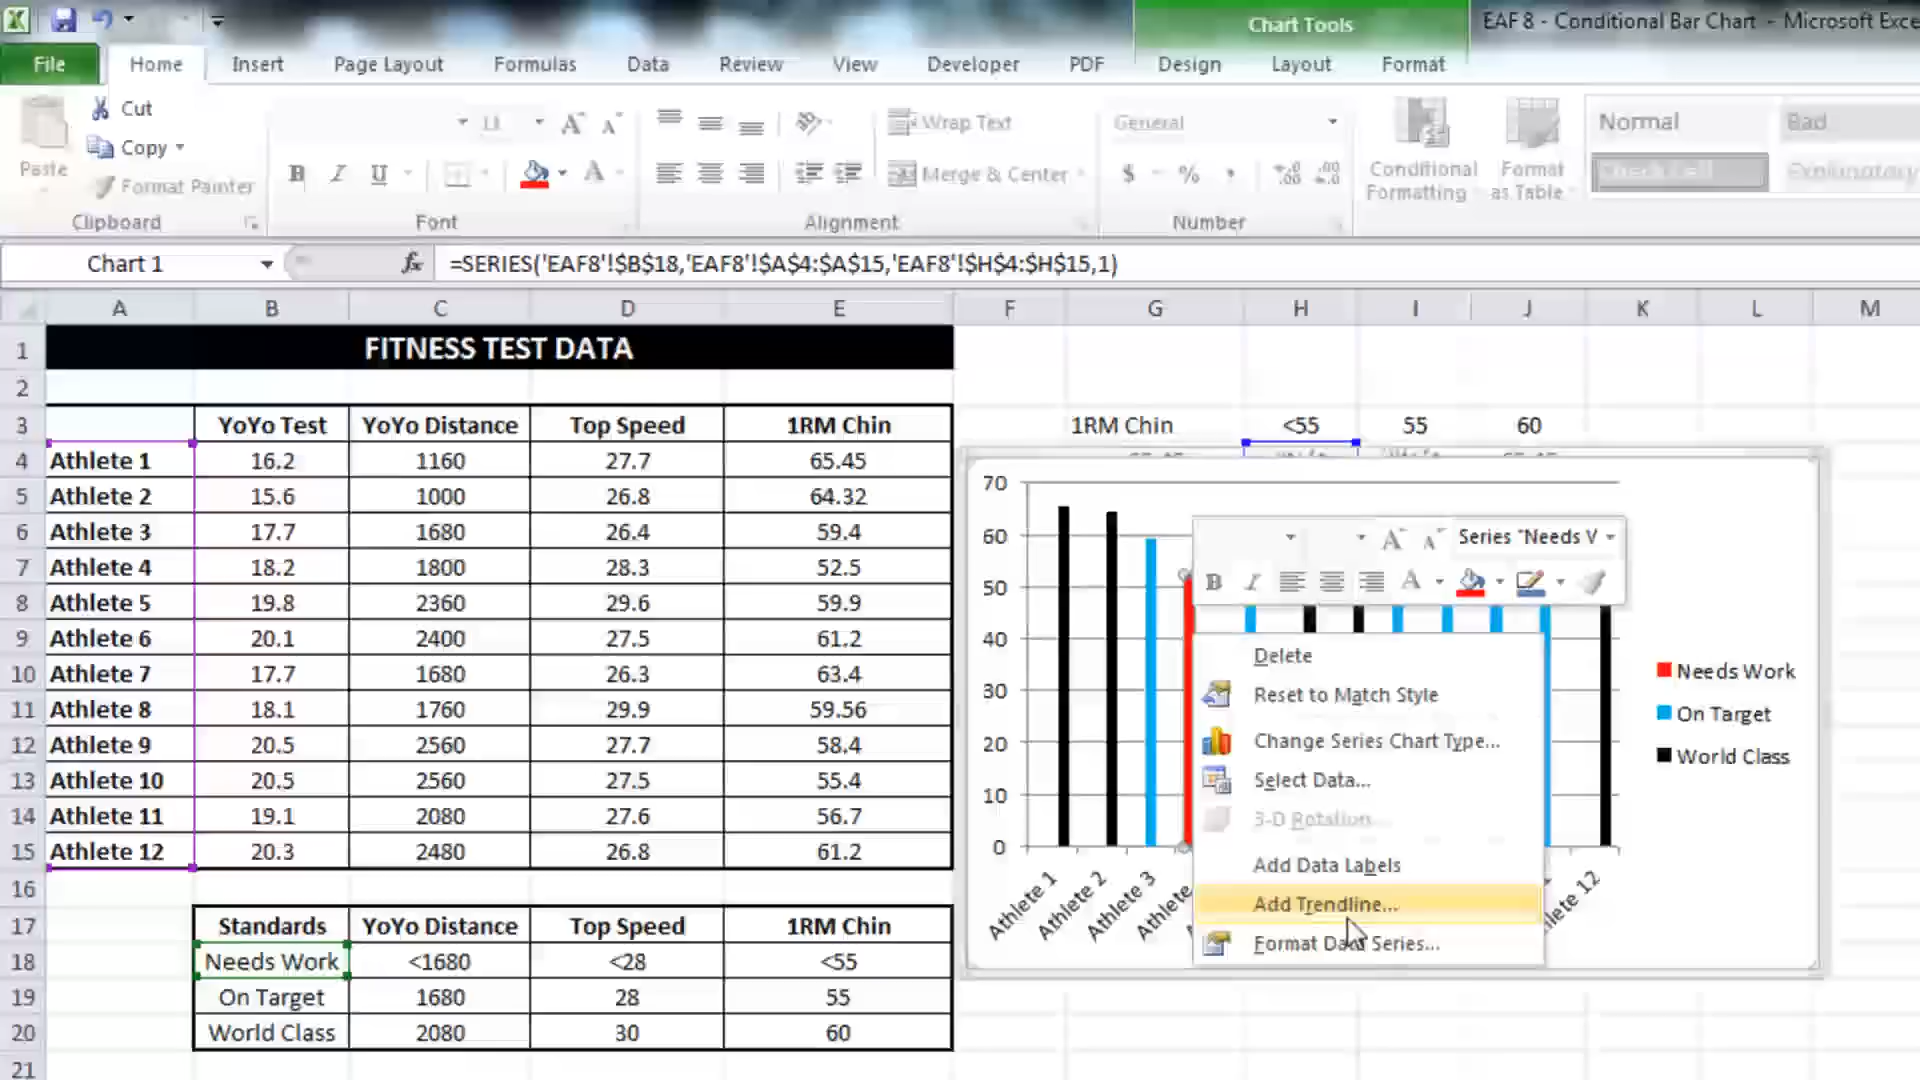 Chart Tools
EAF 8 - Conditional Bar Chart - Microsoft Exce
File Home Insert Page Layout Formulas Data Review View Developer PDF Design Layout Format
Cut
Copy
Format Painter
Paste
Clipboard
11
B I U
Font
Wrap Text
Merge & Center
Alignment
General
$ %
Number
Conditional Formatting
Format as Table
Normal
Bad
Explanatory
Chart 1
fx
=SERIES('EAF8'!$B$18,'EAF8'!$A$4:$A$15,'EAF8'!$H$4:$H$15,1)
A B C D E F G H I J K L M
1 FITNESS TEST DATA
2
3 YoYo Test YoYo Distance Top Speed 1RM Chin 1RM Chin <55 55 60
4 Athlete 1 16.2 1160 27.7 65.45
5 Athlete 2 15.6 1000 26.8 64.32
6 Athlete 3 17.7 1680 26.4 59.4
7 Athlete 4 18.2 1800 28.3 52.5
8 Athlete 5 19.8 2360 29.6 59.9
9 Athlete 6 20.1 2400 27.5 61.2
10 Athlete 7 17.7 1680 26.3 63.4
11 Athlete 8 18.1 1760 29.9 59.56
12 Athlete 9 20.5 2560 27.7 58.4
13 Athlete 10 20.5 2560 27.5 55.4
14 Athlete 11 19.1 2080 27.6 56.7
15 Athlete 12 20.3 2480 26.8 61.2
16
17 Standards YoYo Distance Top Speed 1RM Chin
18 Needs Work <1680 <28 <55
19 On Target 1680 28 55
20 World Class 2080 30 60
21
70
60
50
40
30
20
10
0
Athlete 1
Athlete 2
Athlete 3
Athlete
hlete 12
Needs Work
On Target
World Class
Series "Needs V
B I
Delete
Reset to Match Style
Change Series Chart Type...
Select Data...
3-D Rotation...
Add Data Labels
Add Trendline...
Format Data Series...